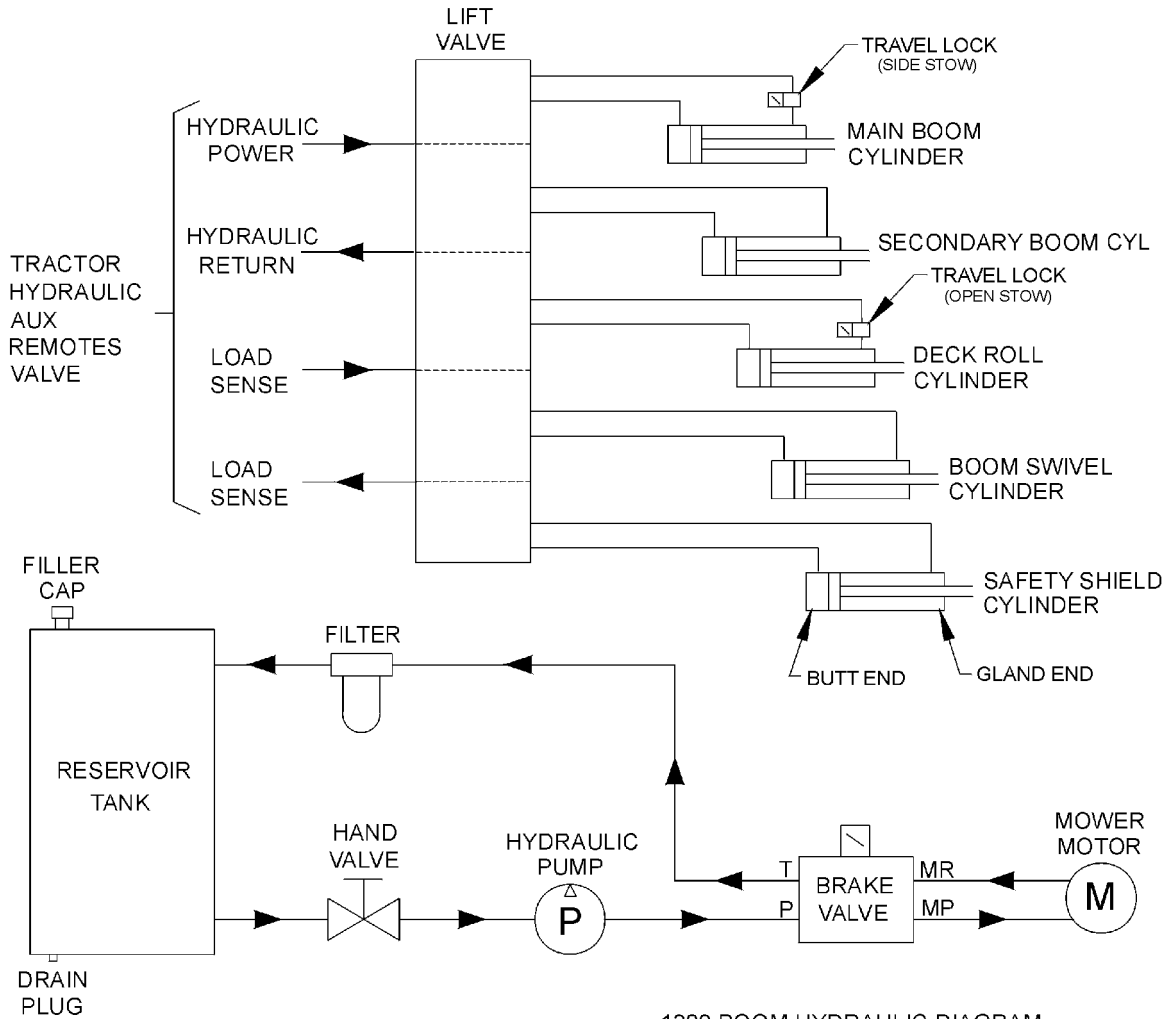 LIFT
VALVE
TRAVEL LOCK
(SIDE STOW)
HYDRAULIC
POWER
MAIN BOOM
CYLINDER
HYDRAULIC
RETURN
SECONDARY BOOM CYL
TRACTOR
HYDRAULIC
AUX
REMOTES
VALVE
TRAVEL LOCK
(OPEN STOW)
LOAD
SENSE
DECK ROLL
CYLINDER
LOAD
SENSE
BOOM SWIVEL
CYLINDER
FILLER
CAP
SAFETY SHIELD
CYLINDER
FILTER
BUTT END
GLAND END
RESERVOIR
TANK
HAND
VALVE
HYDRAULIC
PUMP
P
MOWER
MOTOR
M
T
P
BRAKE
VALVE
MR
MP
DRAIN
PLUG
BOOM HYDRAULIC DIAGRAM